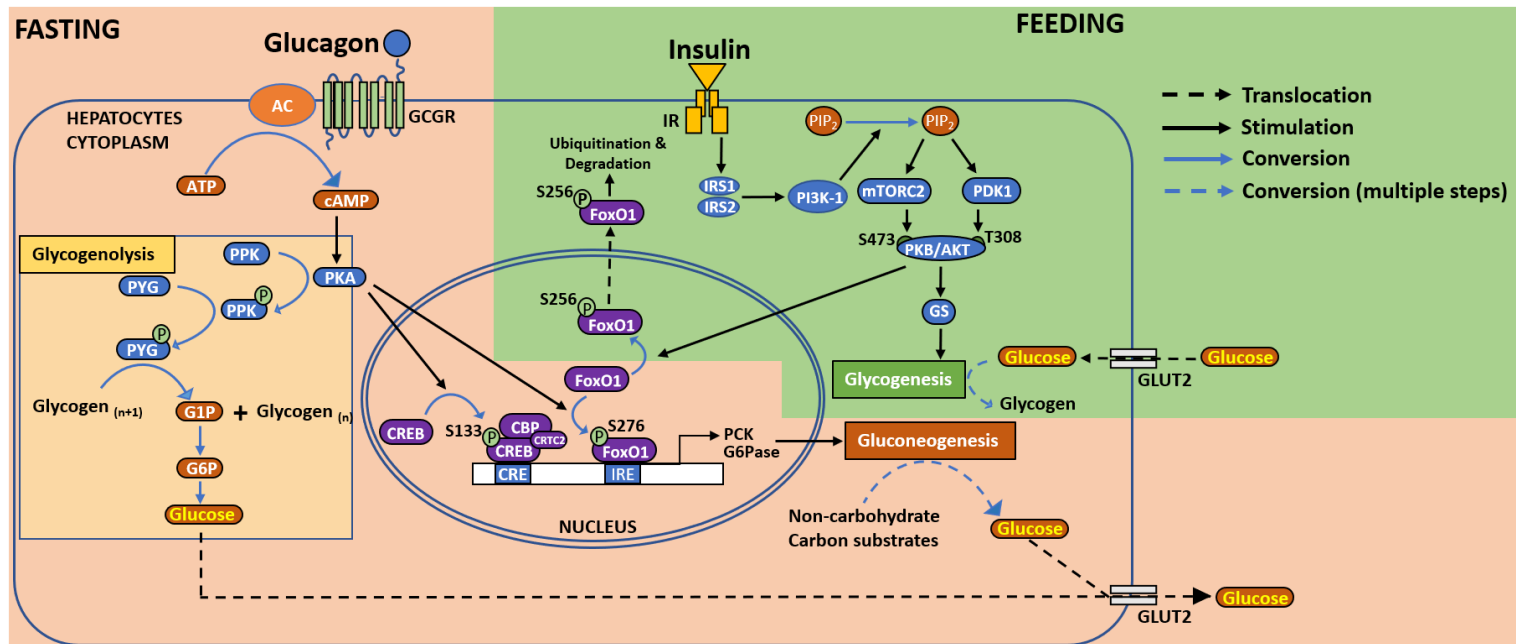 FASTING
FEEDING
Glucagon
Insulin
AC
GCGR
HEPATOCYTES
CYTOPLASM
ATP
cAMP
IR
PIP2
PIP2
Translocation
Stimulation
Conversion
Conversion (multiple steps)
Ubiquitination &
Degradation
S256
P
FoxO1
IRS1
IRS2
PI3K-1
mTORC2
PDK1
S473
T308
PKB/AKT
GS
Glycogenesis
Glucose
Glucose
GLUT2
Glycogen
Glycogenolysis
PPK
PYG
PKA
PPK
P
PYG
P
Glycogen (n+1)
G1P
+
Glycogen (n)
G6P
Glucose
S256
P
FoxO1
FoxO1
CREB
S133
P
CBP
CRTC2
CREB
S276
P
FoxO1
CRE
IRE
PCK
G6Pase
NUCLEUS
Gluconeogenesis
Non-carbohydrate
Carbon substrates
Glucose
GLUT2
Glucose